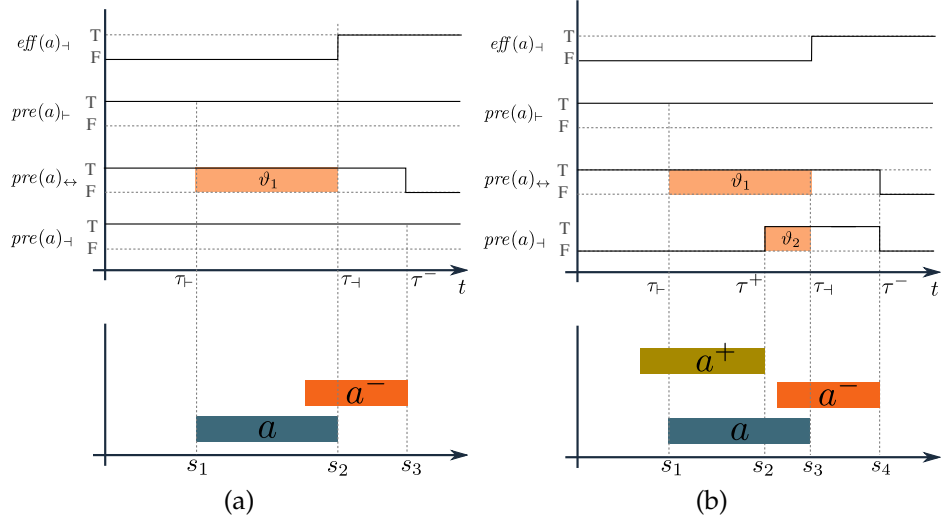 eff(a)⊣ T F
pre(a)⊢ T F
pre(a)↔ T F ϑ₁
pre(a)⊣ T F
τ⊢ τ⊣ τ⁻ t
a⁻
a
s₁ s₂ s₃
(a)
eff(a)⊣ T F
pre(a)⊢ T F
pre(a)↔ T F ϑ₁
pre(a)⊣ T F ϑ₂
τ⊢ τ⁺ τ⊣ τ⁻ t
a⁺
a⁻
a
s₁ s₂ s₃ s₄
(b)